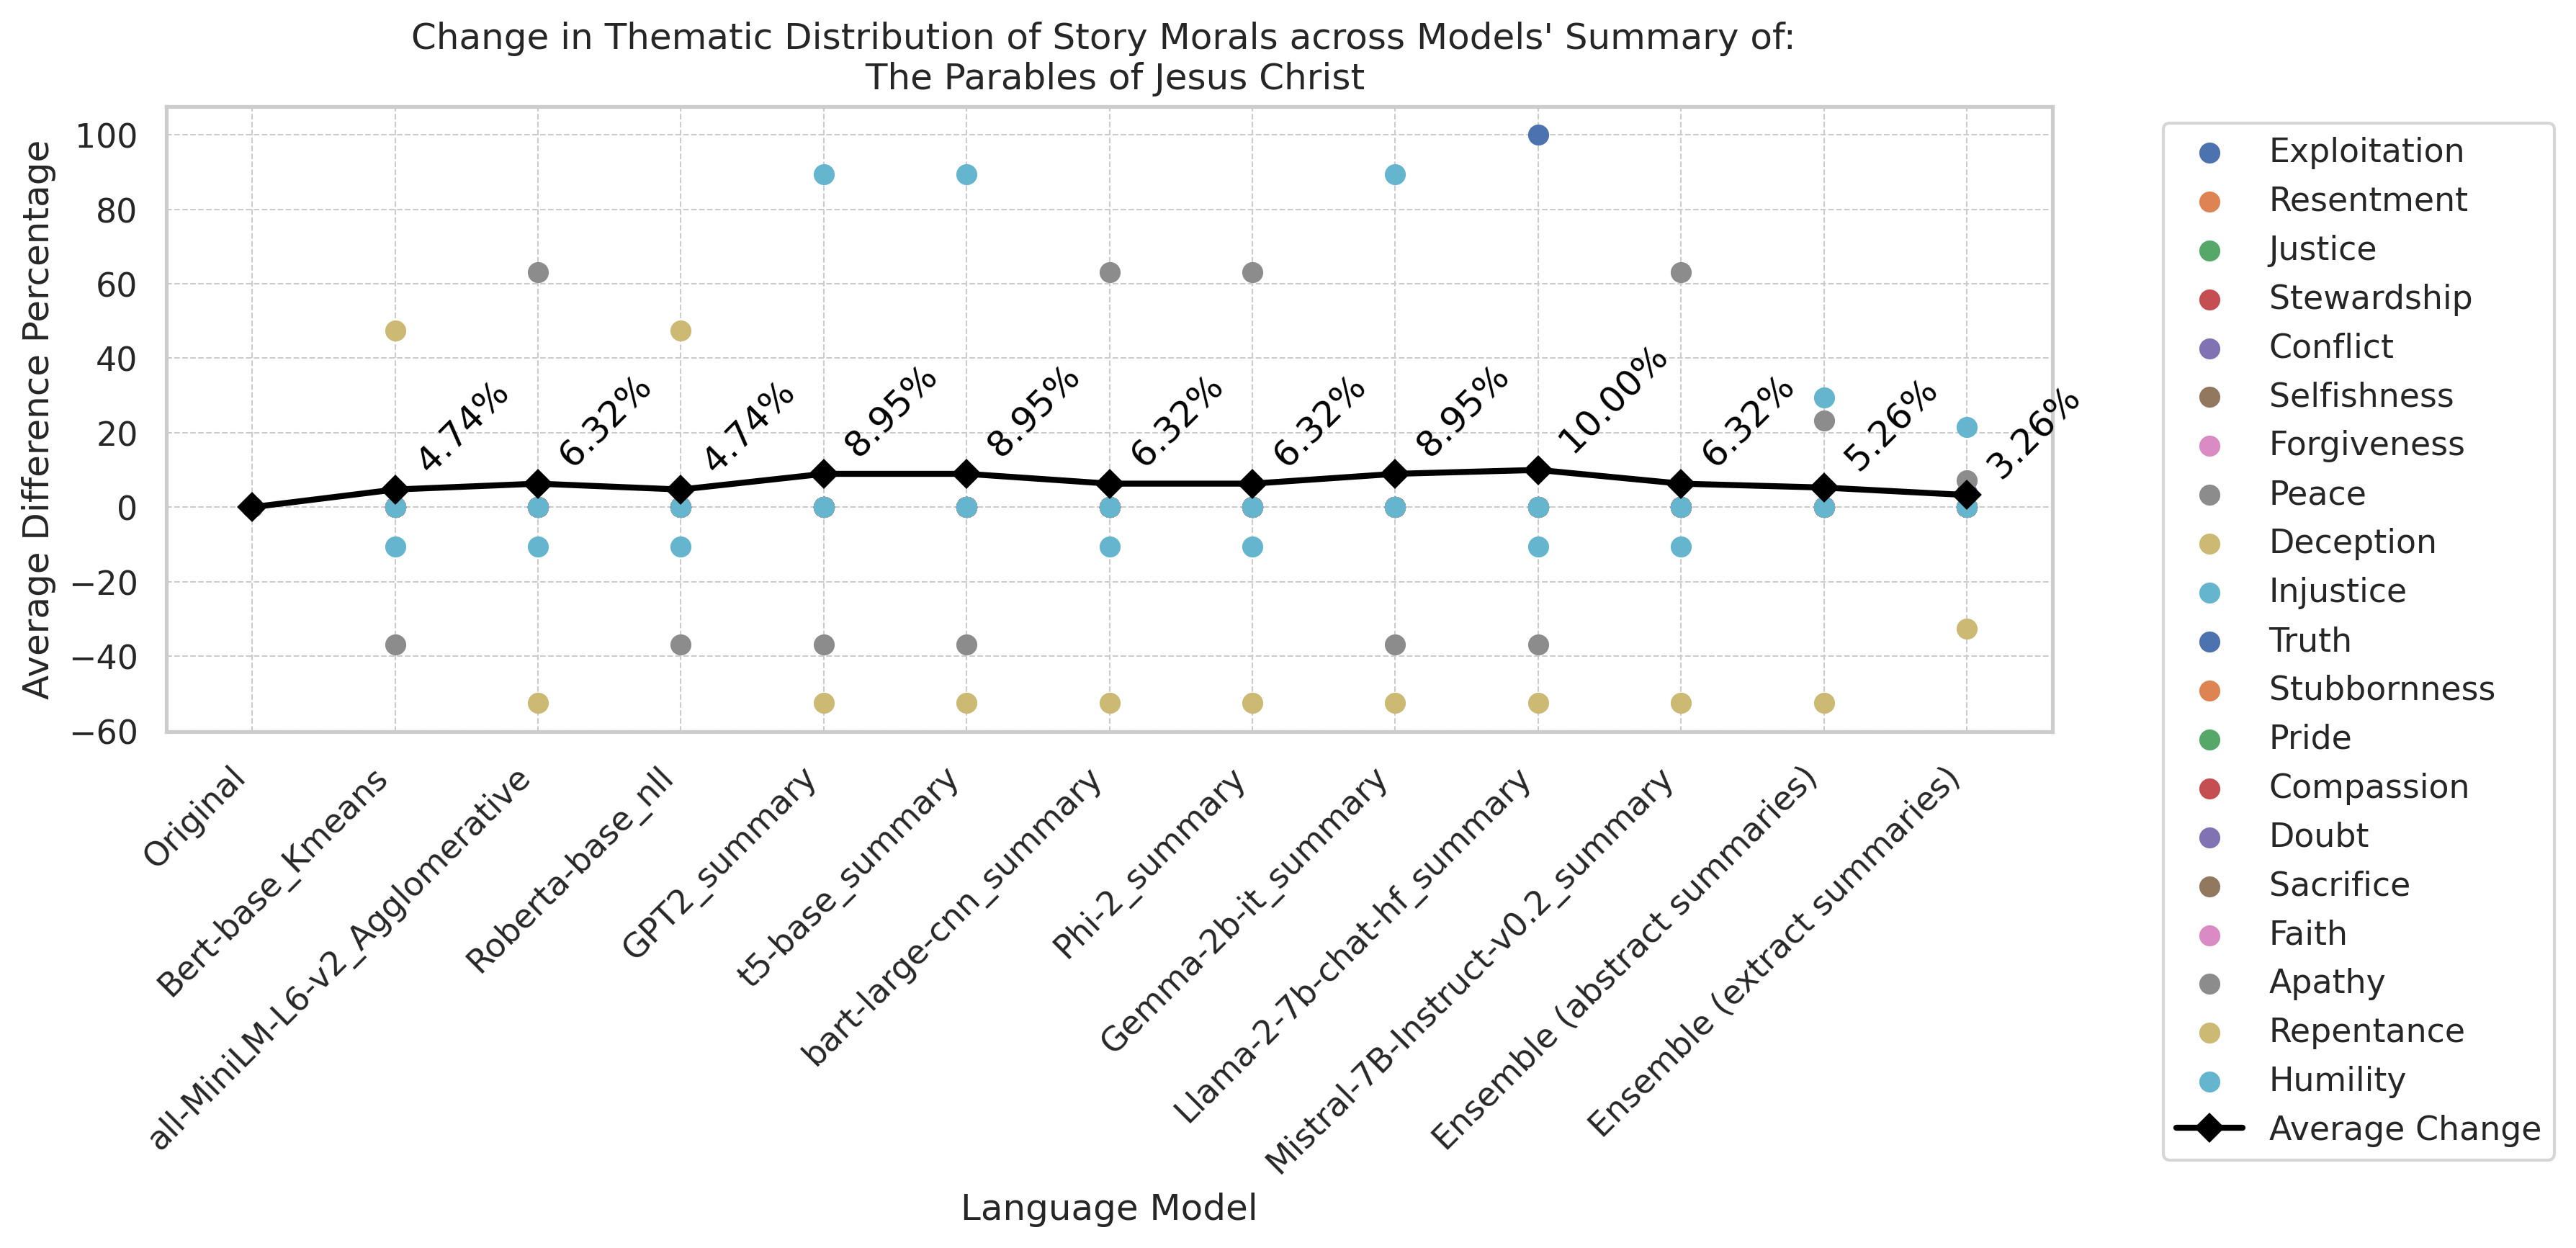 Change in Thematic Distribution of Story Morals across Models' Summary of:
The Parables of Jesus Christ
Average Difference Percentage
100
80
60
40
20
0
−20
−40
−60
4.74%
6.32%
4.74%
8.95%
8.95%
6.32%
6.32%
8.95%
10.00%
6.32%
5.26%
3.26%
Original
Bert-base_Kmeans
all-MiniLM-L6-v2_Agglomerative
Roberta-base_nll
GPT2_summary
t5-base_summary
bart-large-cnn_summary
Phi-2_summary
Gemma-2b-it_summary
Llama-2-7b-chat-hf_summary
Mistral-7B-Instruct-v0.2_summary
Ensemble (abstract summaries)
Ensemble (extract summaries)
Language Model
Exploitation
Resentment
Justice
Stewardship
Conflict
Selfishness
Forgiveness
Peace
Deception
Injustice
Truth
Stubbornness
Pride
Compassion
Doubt
Sacrifice
Faith
Apathy
Repentance
Humility
Average Change